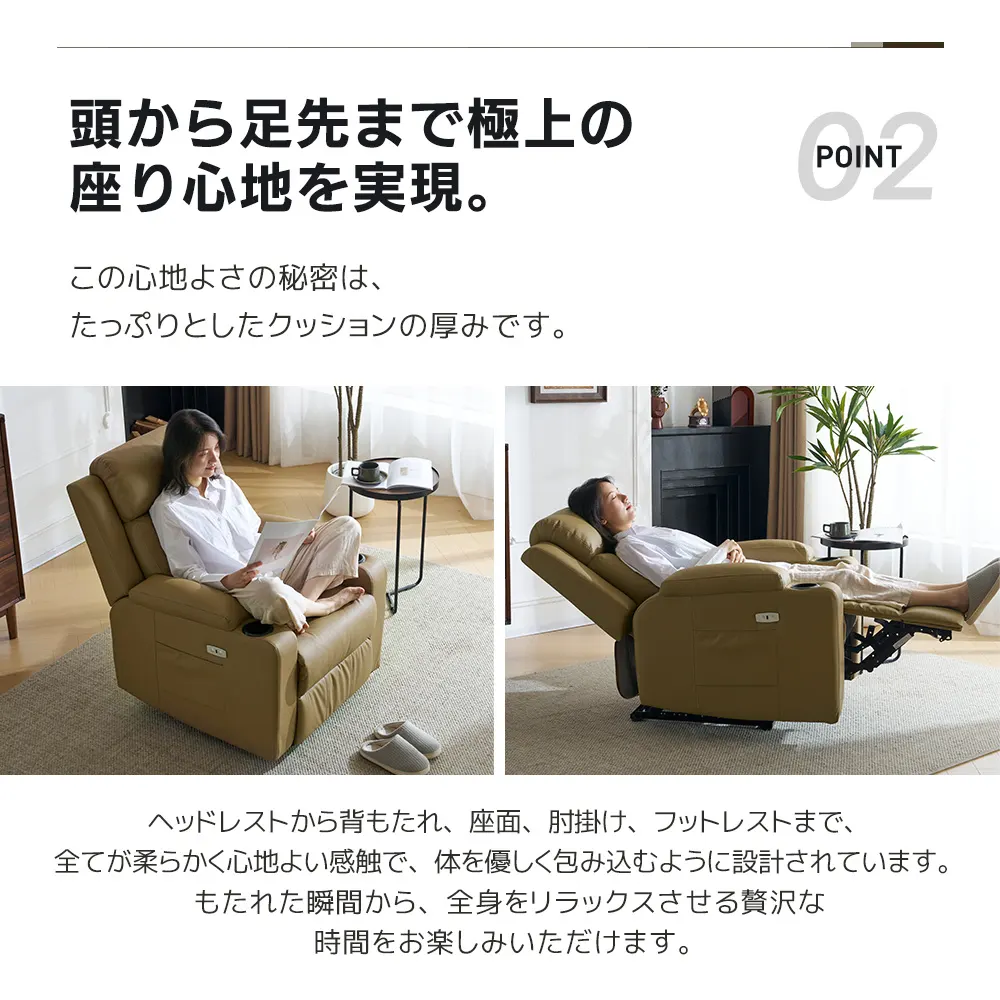 頭から足先まで極上の
座り心地を実現。
POINT
02
この心地よさの秘密は、
たっぷりとしたクッションの厚みです。
ヘッドレストから背もたれ、座面、肘掛け、フットレストまで、
全てが柔らかく心地よい感触で、体を優しく包み込むように設計されています。
もたれた瞬間から、全身をリラックスさせる贅沢な
時間をお楽しみいただけます。